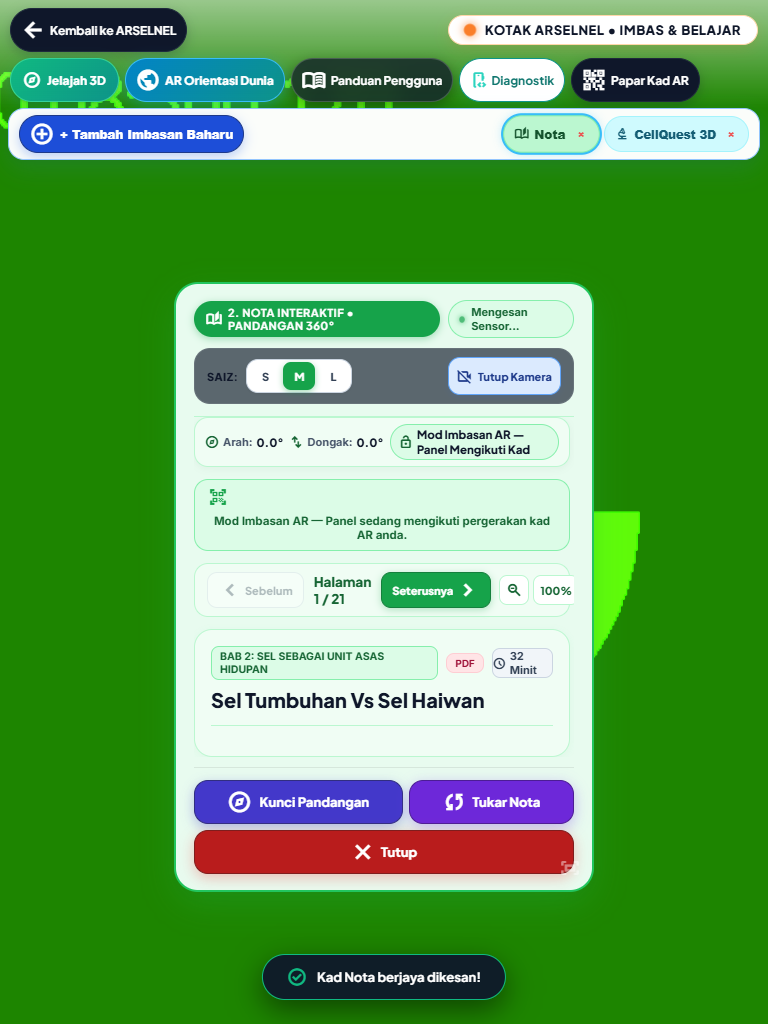 Kembali ke ARSELNEL
KOTAK ARSELNEL ● IMBAS & BELAJAR
Jelajah 3D
AR Orientasi Dunia
Panduan Pengguna
Diagnostik
Papar Kad AR
+ Tambah Imbasan Baharu
Nota ×
CellQuest 3D ×
2. NOTA INTERAKTIF ●
PANDANGAN 360°
Mengesan
Sensor...
SAIZ: S M L
Tutup Kamera
Arah: 0.0° Dongak: 0.0°
Mod Imbasan AR —
Panel Mengikuti Kad
Mod Imbasan AR — Panel sedang mengikuti pergerakan kad
AR anda.
Sebelum
Halaman
1 / 21
Seterusnya
100%
BAB 2: SEL SEBAGAI UNIT ASAS
HIDUPAN
PDF
32
Minit
Sel Tumbuhan Vs Sel Haiwan
Kunci Pandangan
Tukar Nota
Tutup
Kad Nota berjaya dikesan!